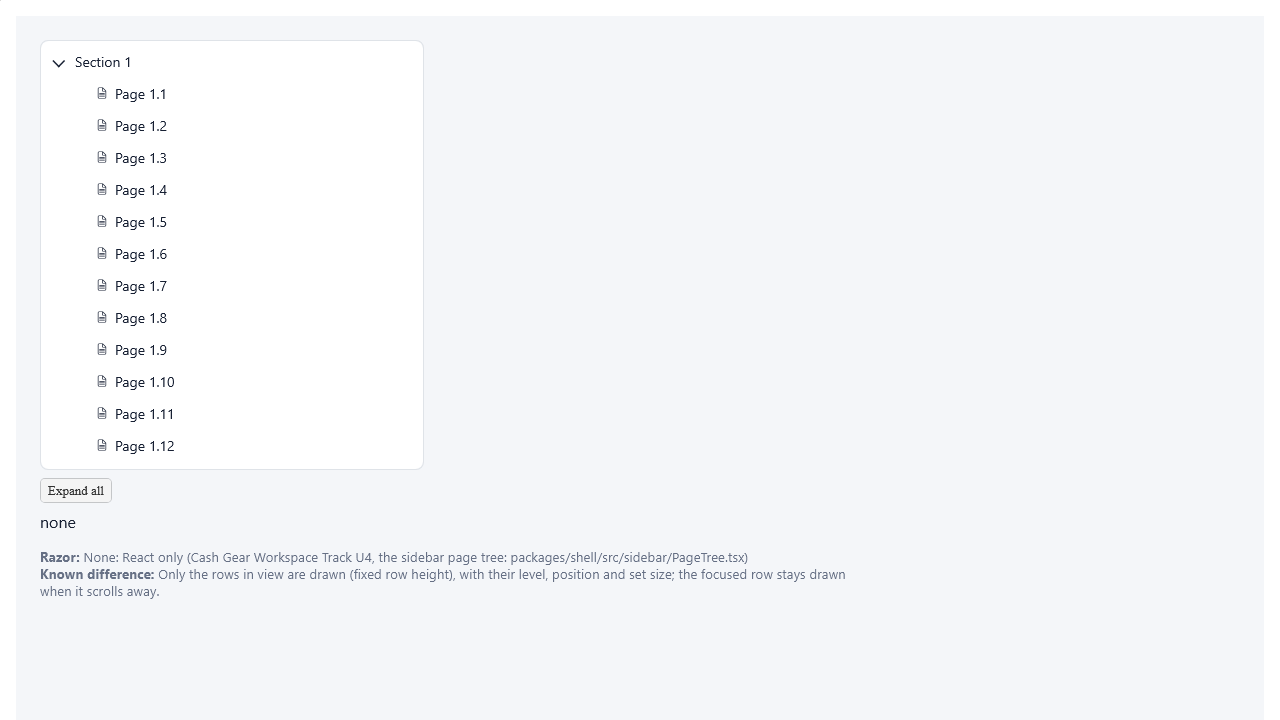 Section 1
Page 1.1
Page 1.2
Page 1.3
Page 1.4
Page 1.5
Page 1.6
Page 1.7
Page 1.8
Page 1.9
Page 1.10
Page 1.11
Page 1.12
Expand all
none
Razor: None: React only (Cash Gear Workspace Track U4, the sidebar page tree: packages/shell/src/sidebar/PageTree.tsx)
Known difference: Only the rows in view are drawn (fixed row height), with their level, position and set size; the focused row stays drawn
when it scrolls away.